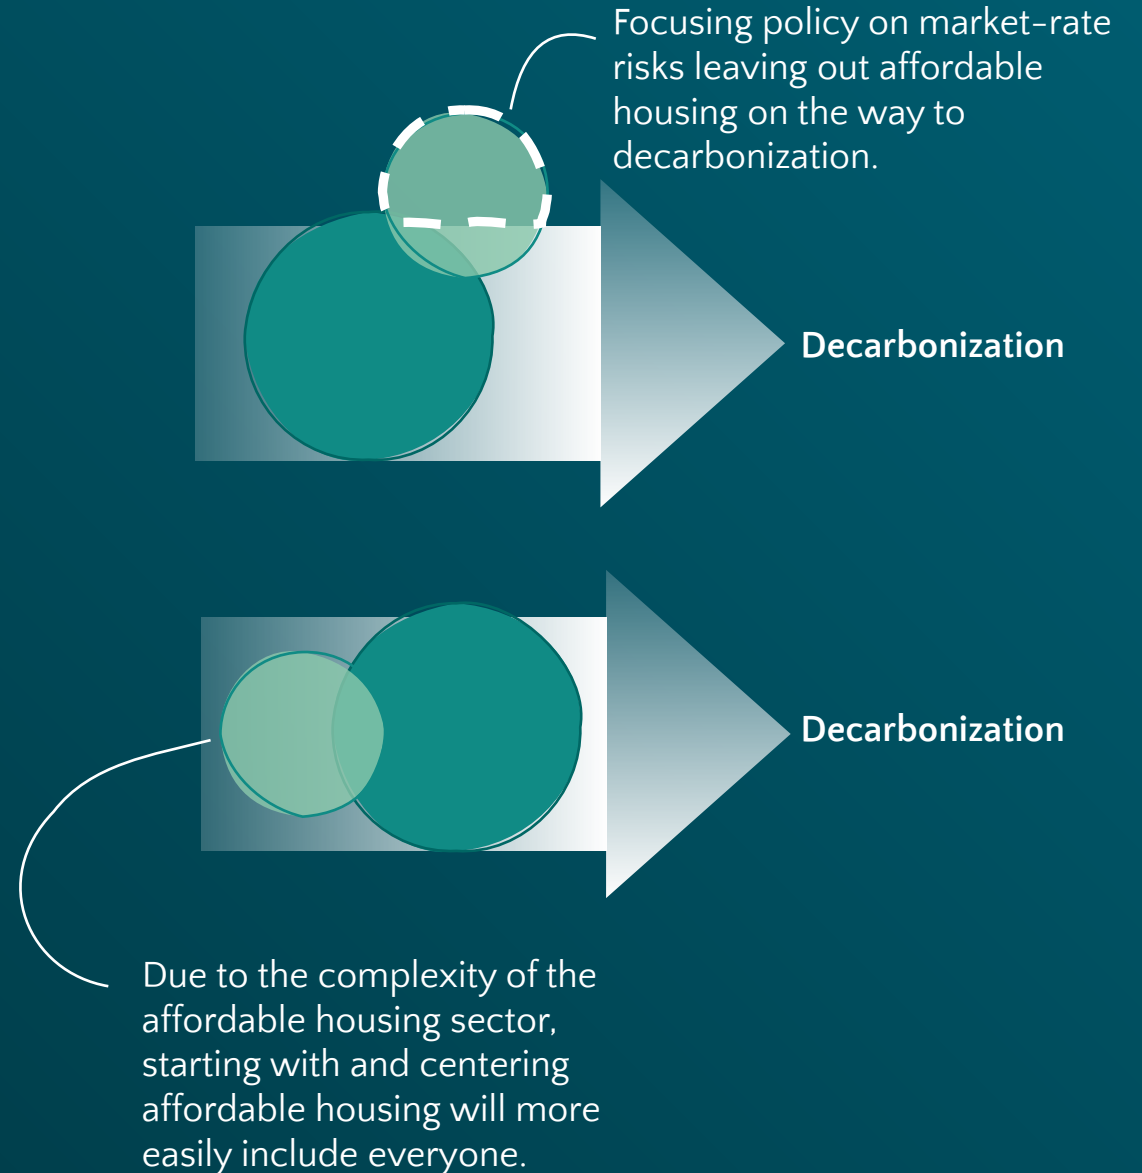 Focusing policy on market-rate
risks leaving out affordable
housing on the way to
decarbonization.
Decarbonization
Decarbonization
Due to the complexity of the
affordable housing sector,
starting with and centering
affordable housing will more
easily include everyone.